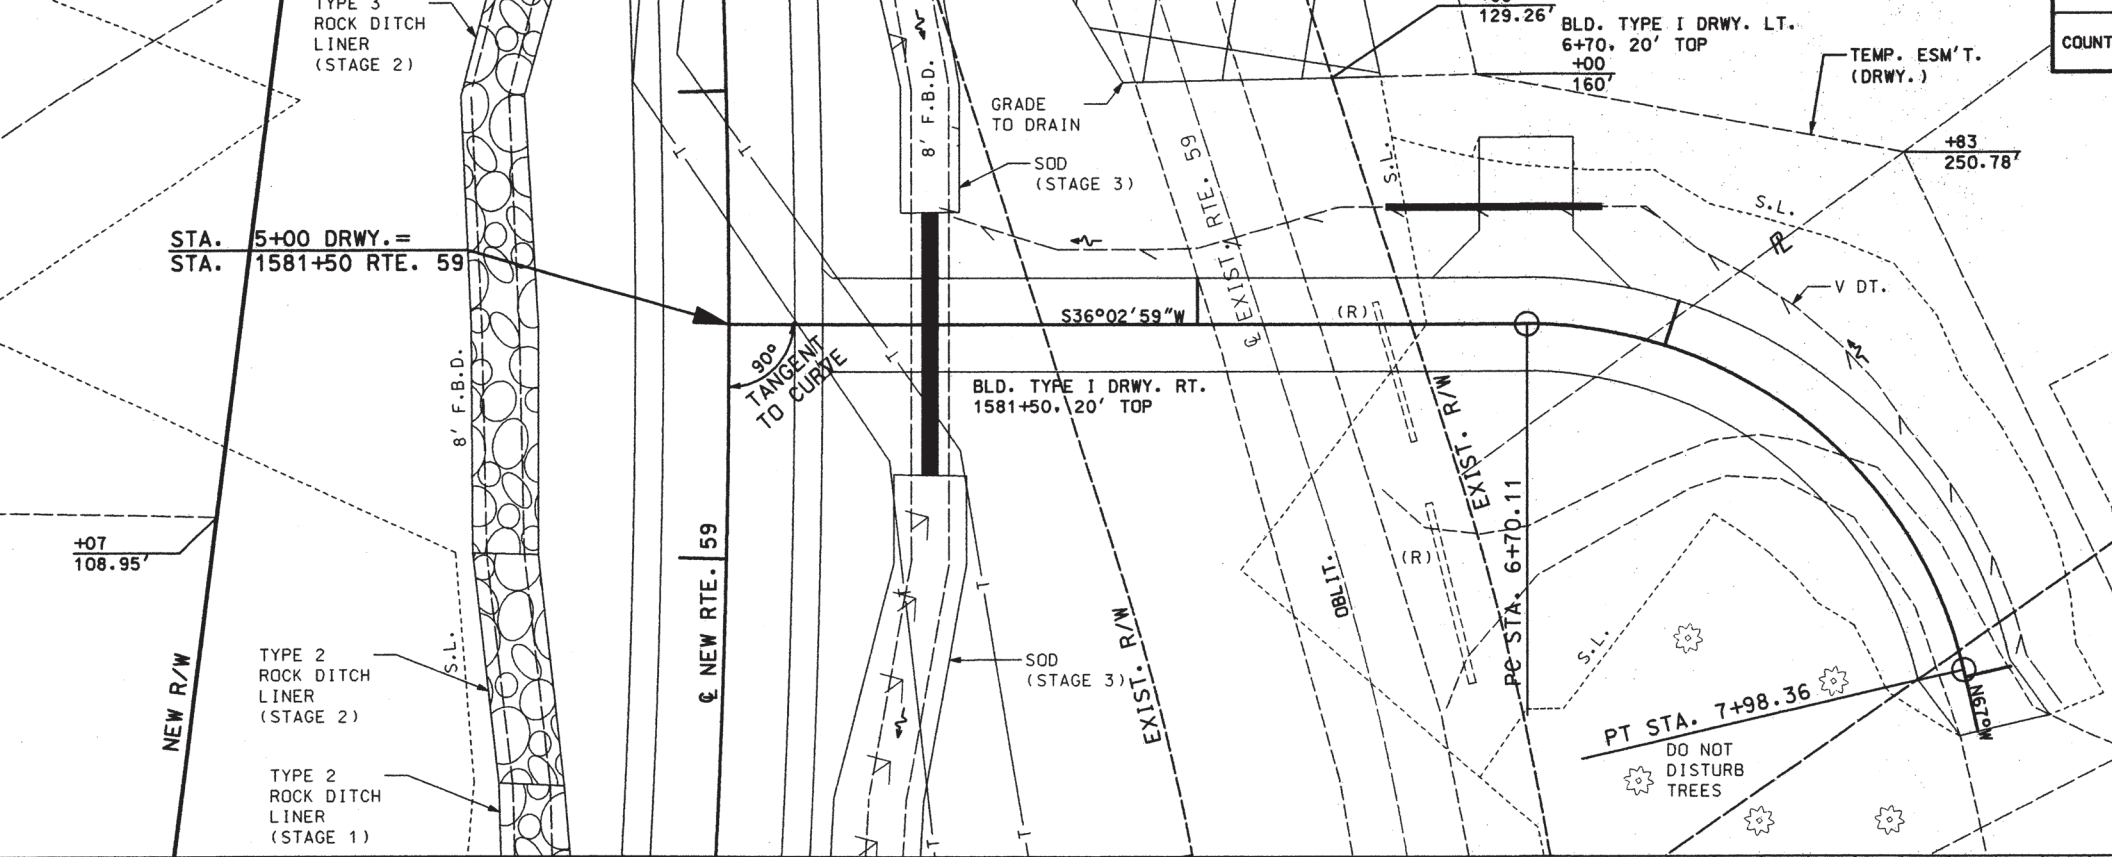 TYPE 3
ROCK DITCH
LINER
(STAGE 2)
129.26'
BLD. TYPE I DRWY. LT.
6+70, 20' TOP
+00
160'
TEMP. ESM'T.
(DRWY.)
COUNT
GRADE
TO DRAIN
8' F.B.D.
SOD
(STAGE 3)
+83
250.78'
S.L.
S.L.
℄ EXIST. RTE. 59
STA. 5+00 DRWY.=
STA. 1581+50 RTE. 59
PL
V DT.
S36°02'59"W
(R)
90°
TANGENT
TO CURVE
BLD. TYPE I DRWY. RT.
1581+50, 20' TOP
8' F.B.D.
EXIST. R/W
EXIST. R/W
+07
108.95'
℄ NEW RTE. 59
(R)
OBLIT.
PC STA. 6+70.11
NEW R/W
TYPE 2
ROCK DITCH
LINER
(STAGE 2)
S.L.
SOD
(STAGE 3)
EXIST. R/W
S.L.
PT STA. 7+98.36
N67°W
DO NOT
DISTURB
TREES
TYPE 2
ROCK DITCH
LINER
(STAGE 1)
T
T
T
T
T
T